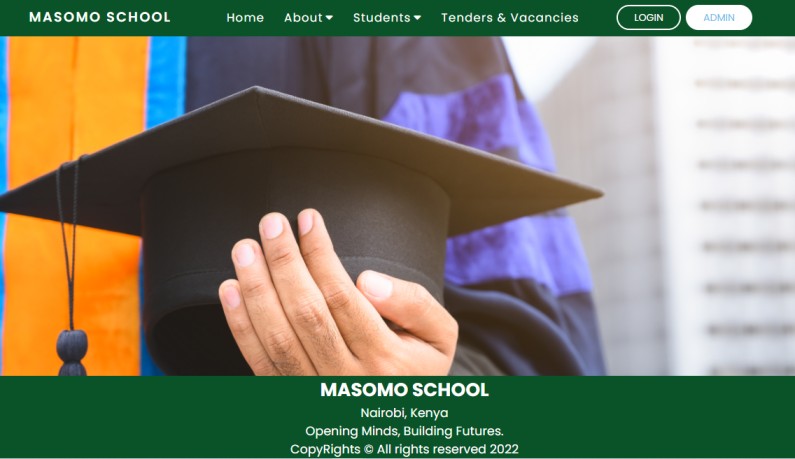 MASOMO SCHOOL Home About Students Tenders & Vacancies LOGIN ADMIN
MASOMO SCHOOL
Nairobi, Kenya
Opening Minds, Building Futures.
CopyRights © All rights reserved 2022